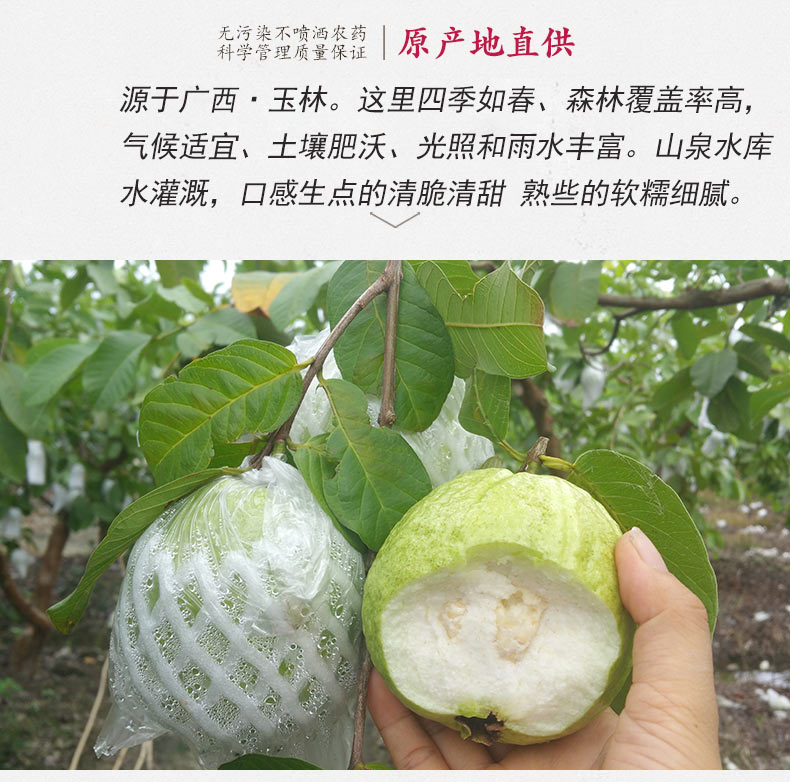 无污染不喷洒农药
科学管理质量保证
原产地直供
源于广西·玉林。这里四季如春、森林覆盖率高，
气候适宜、土壤肥沃、光照和雨水丰富。山泉水库
水灌溉，口感生点的清脆清甜 熟些的软糯细腻。